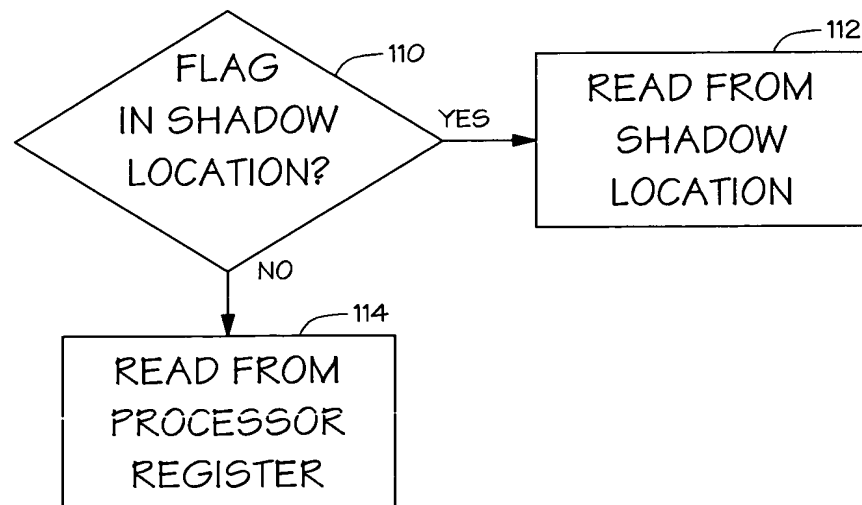 FLAG
IN SHADOW
LOCATION?
110
YES
112
READ FROM
SHADOW
LOCATION
NO
114
READ FROM
PROCESSOR
REGISTER